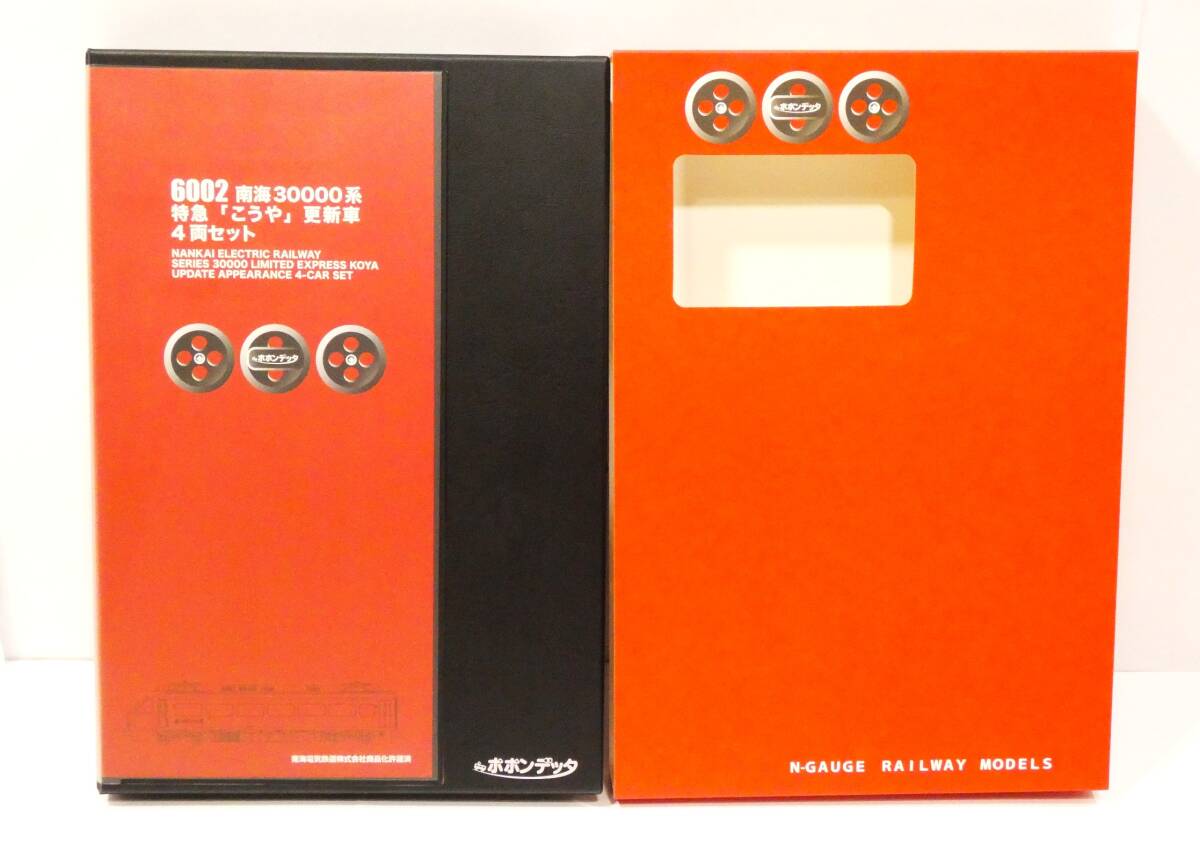 6002 南海30000系
特急「こうや」更新車
4両セット
NANKAI ELECTRIC RAILWAY
SERIES 30000 LIMITED EXPRESS KOYA
UPDATE APPEARANCE 4-CAR SET
ポポンデッタ
南海電気鉄道株式会社商品化許諾済
ポポンデッタ
ポポンデッタ
N-GAUGE RAILWAY MODELS